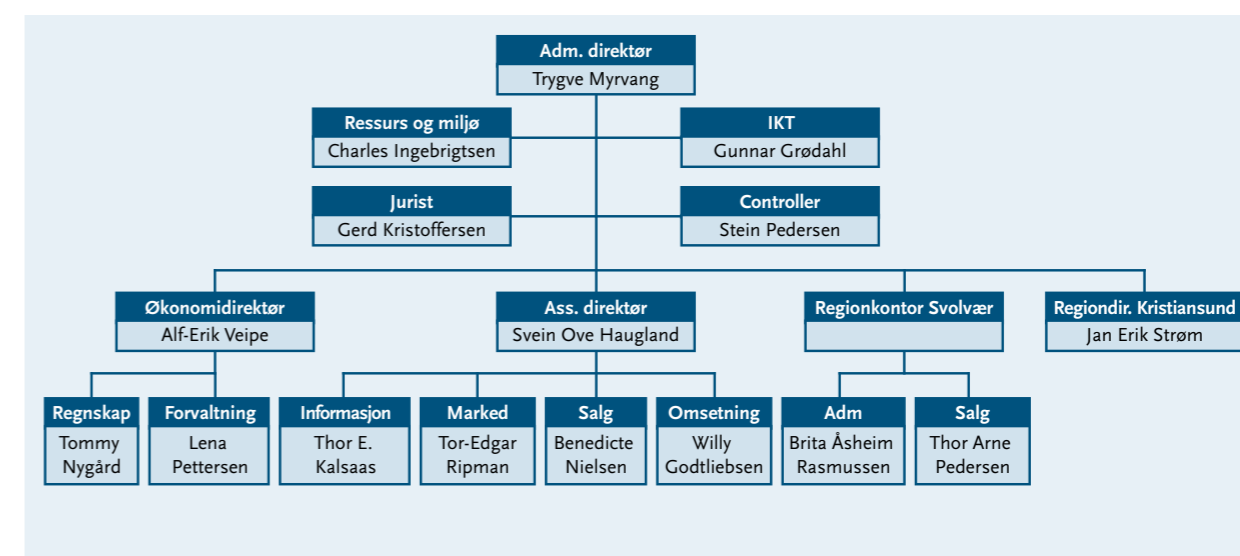 Adm. direktør
Trygve Myrvang
Ressurs og miljø
Charles Ingebrigtsen
IKT
Gunnar Grødahl
Jurist
Gerd Kristoffersen
Controller
Stein Pedersen
Økonomidirektør
Alf-Erik Veipe
Ass. direktør
Svein Ove Haugland
Regionkontor Svolvær
Regiondir. Kristiansund
Jan Erik Strøm
Regnskap
Tommy
Nygård
Forvaltning
Lena
Pettersen
Informasjon
Thor E.
Kalsaas
Marked
Tor-Edgar
Ripman
Salg
Benedicte
Nielsen
Omsetning
Willy
Godtliebsen
Adm
Brita Åsheim
Rasmussen
Salg
Thor Arne
Pedersen